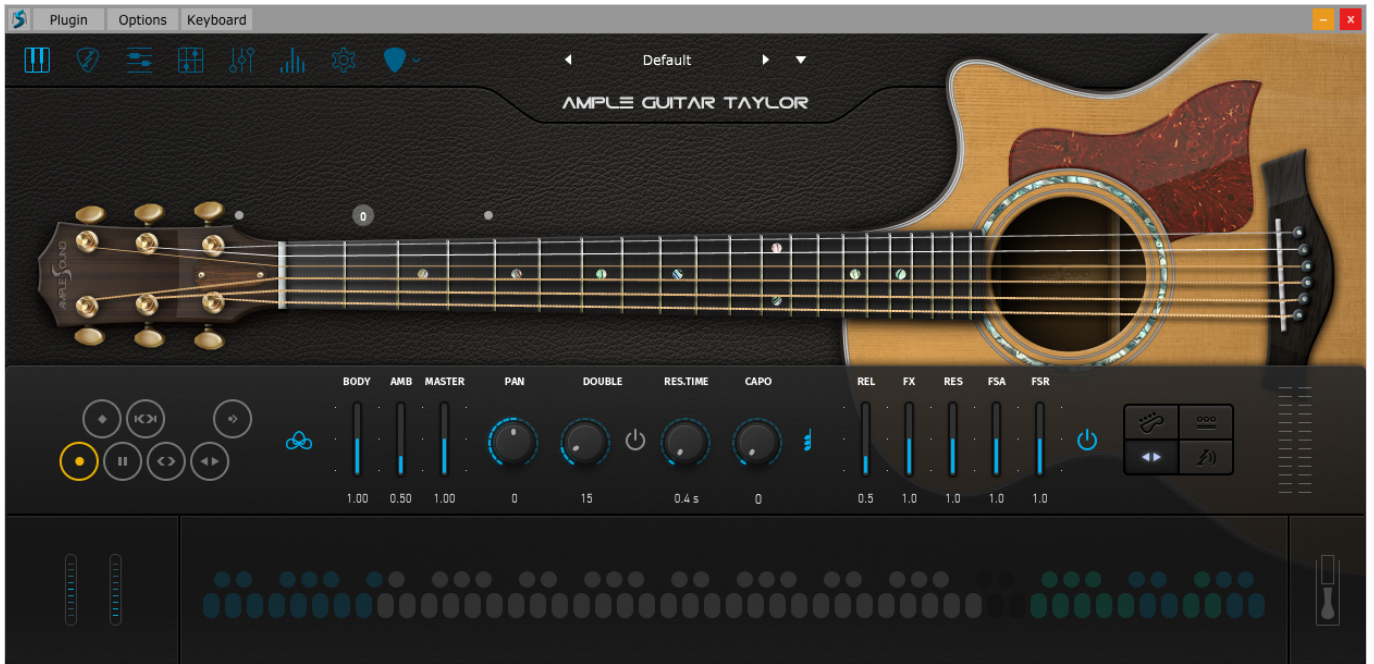 Plugin Options Keyboard
Default
AMPLE GUITAR TAYLOR
0
AMPLE SOUND
BODY AMB MASTER PAN DOUBLE RES.TIME CAPO REL FX RES FSA FSR
1.00 0.50 1.00 0 15 0.4 s 0 0.5 1.0 1.0 1.0 1.0